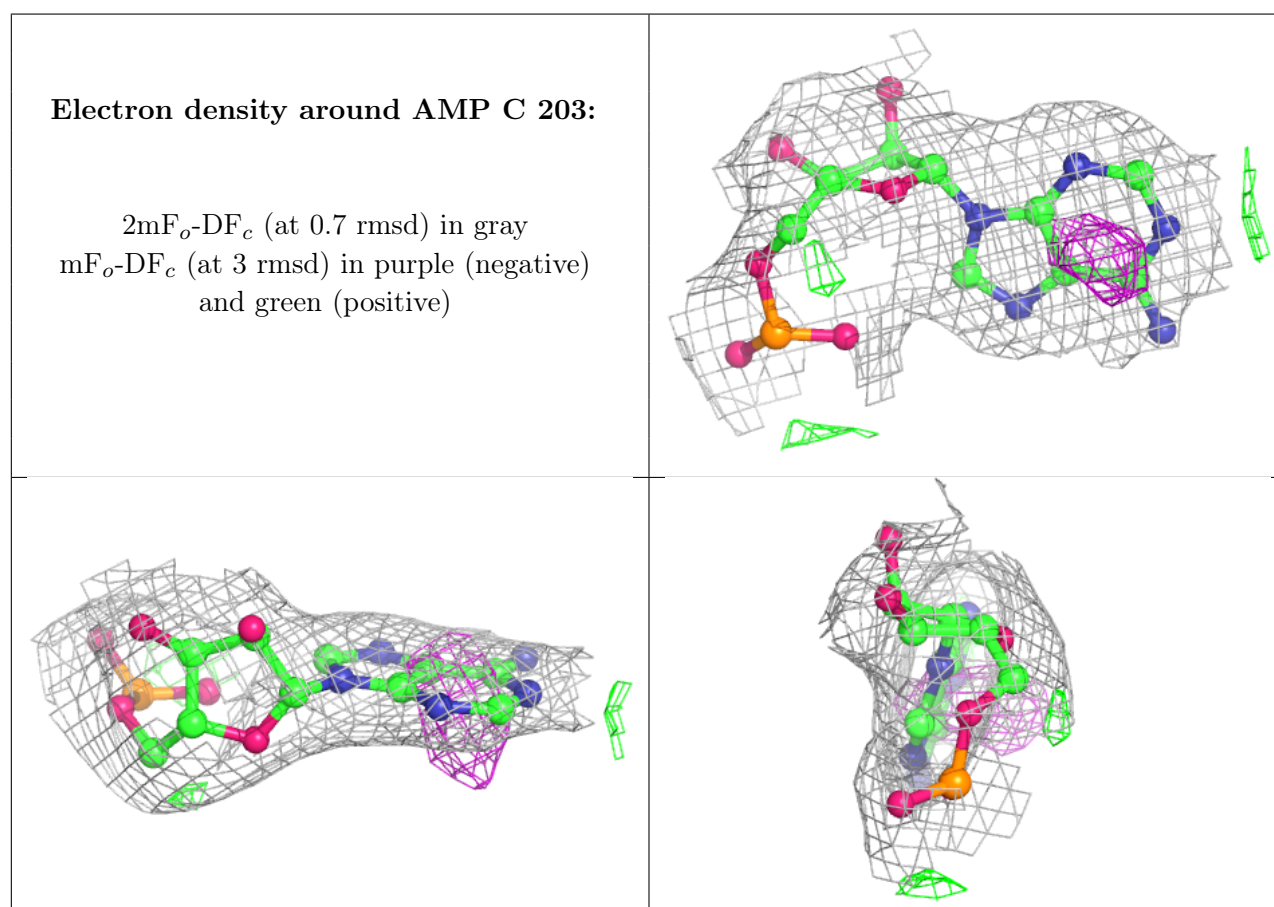 Electron density around AMP C 203:
2mFo-DFc (at 0.7 rmsd) in gray
mFo-DFc (at 3 rmsd) in purple (negative)
and green (positive)